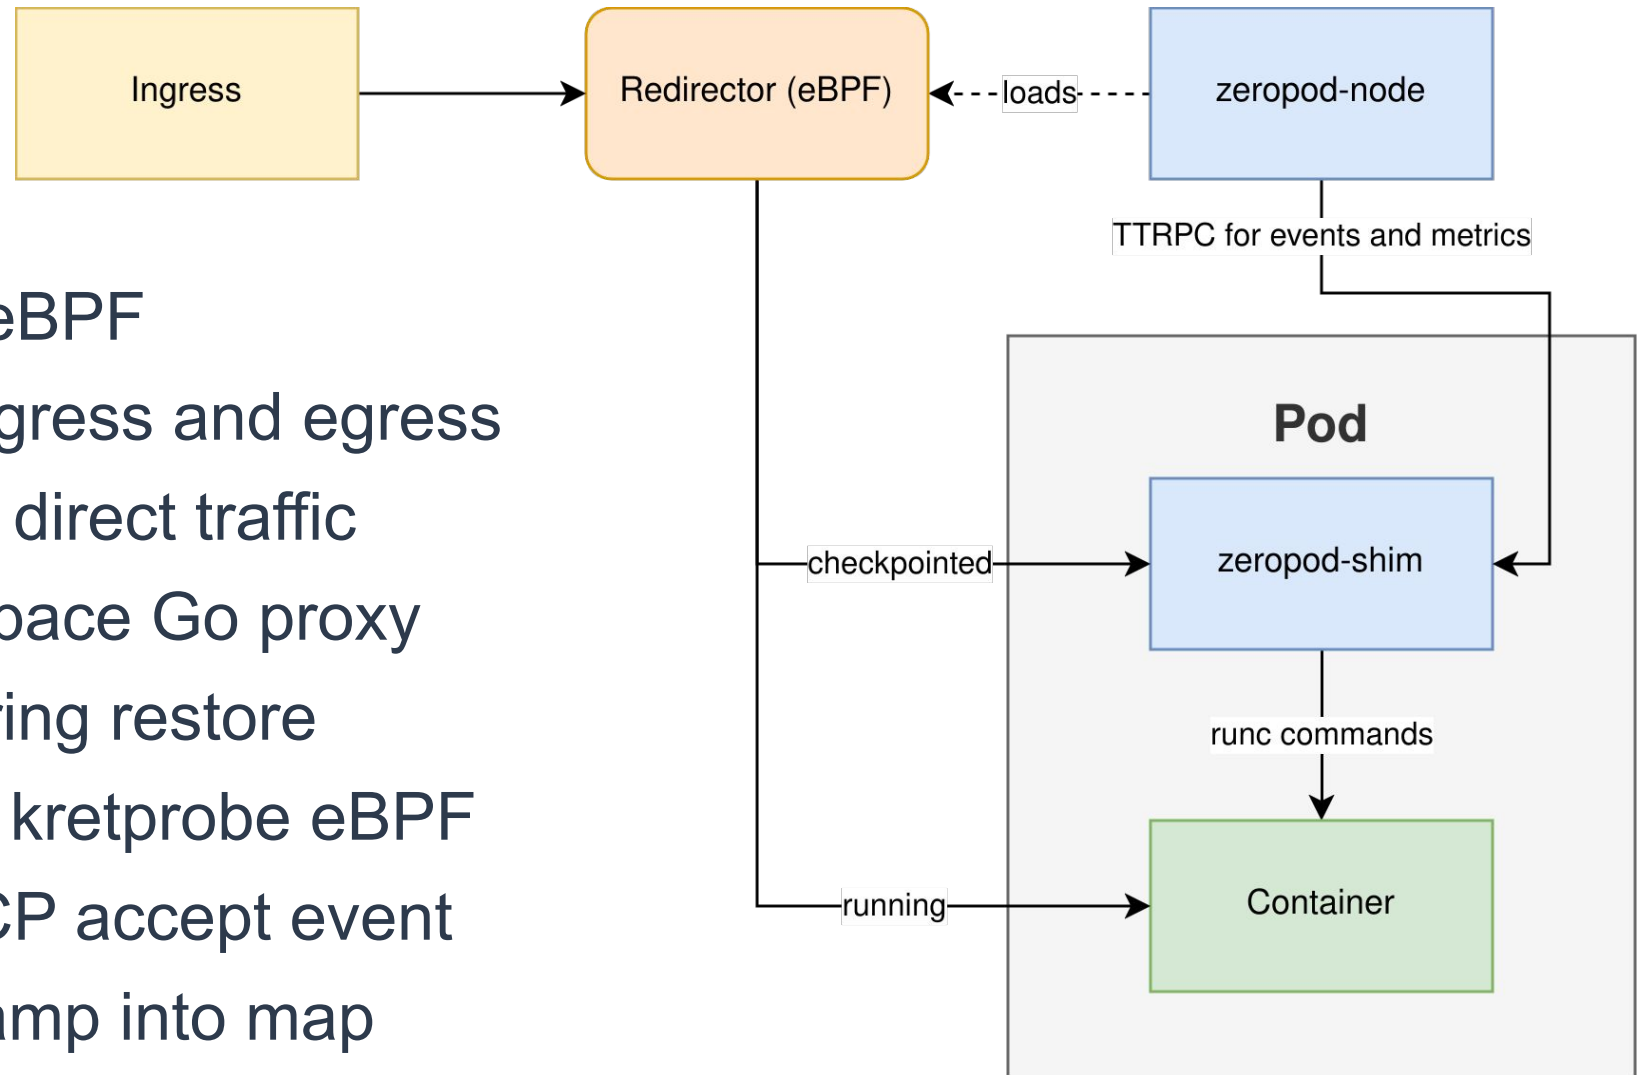 Ingress
Redirector (eBPF)
loads
zeropod-node
TTRPC for events and metrics
eBPF
gress and egress
direct traffic
pace Go proxy
ring restore
kretprobe eBPF
CP accept event
amp into map
Pod
checkpointed
zeropod-shim
runc commands
running
Container